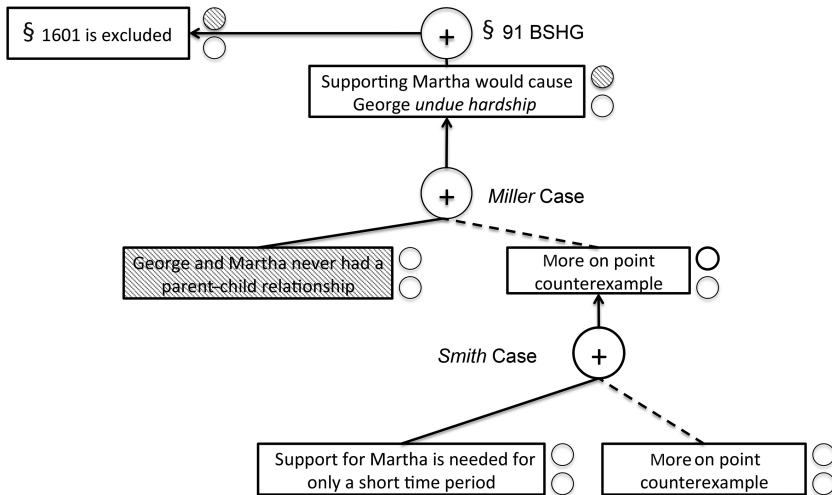 § 1601 is excluded
+
§ 91 BSHG
Supporting Martha would cause
George undue hardship
+
Miller Case
George and Martha never had a
parent–child relationship
More on point
counterexample
Smith Case
+
Support for Martha is needed for
only a short time period
More on point
counterexample